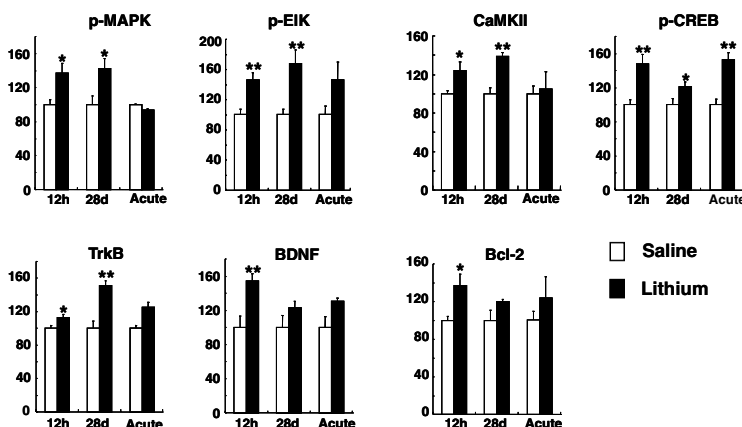 p-MAPK p-ElK CaMKII p-CREB
160 120 80 40 0
200 160 120 80 40 0
160 120 80 40 0
160 120 80 40 0
* * ** ** * ** ** * **
12h 28d Acute 12h 28d Acute 12h 28d Acute 12h 28d Acute
TrkB BDNF Bcl-2
160 120 80 40 0
160 120 80 40 0
160 120 80 40 0
* ** ** *
12h 28d Acute 12h 28d Acute 12h 28d Acute
Saline
Lithium